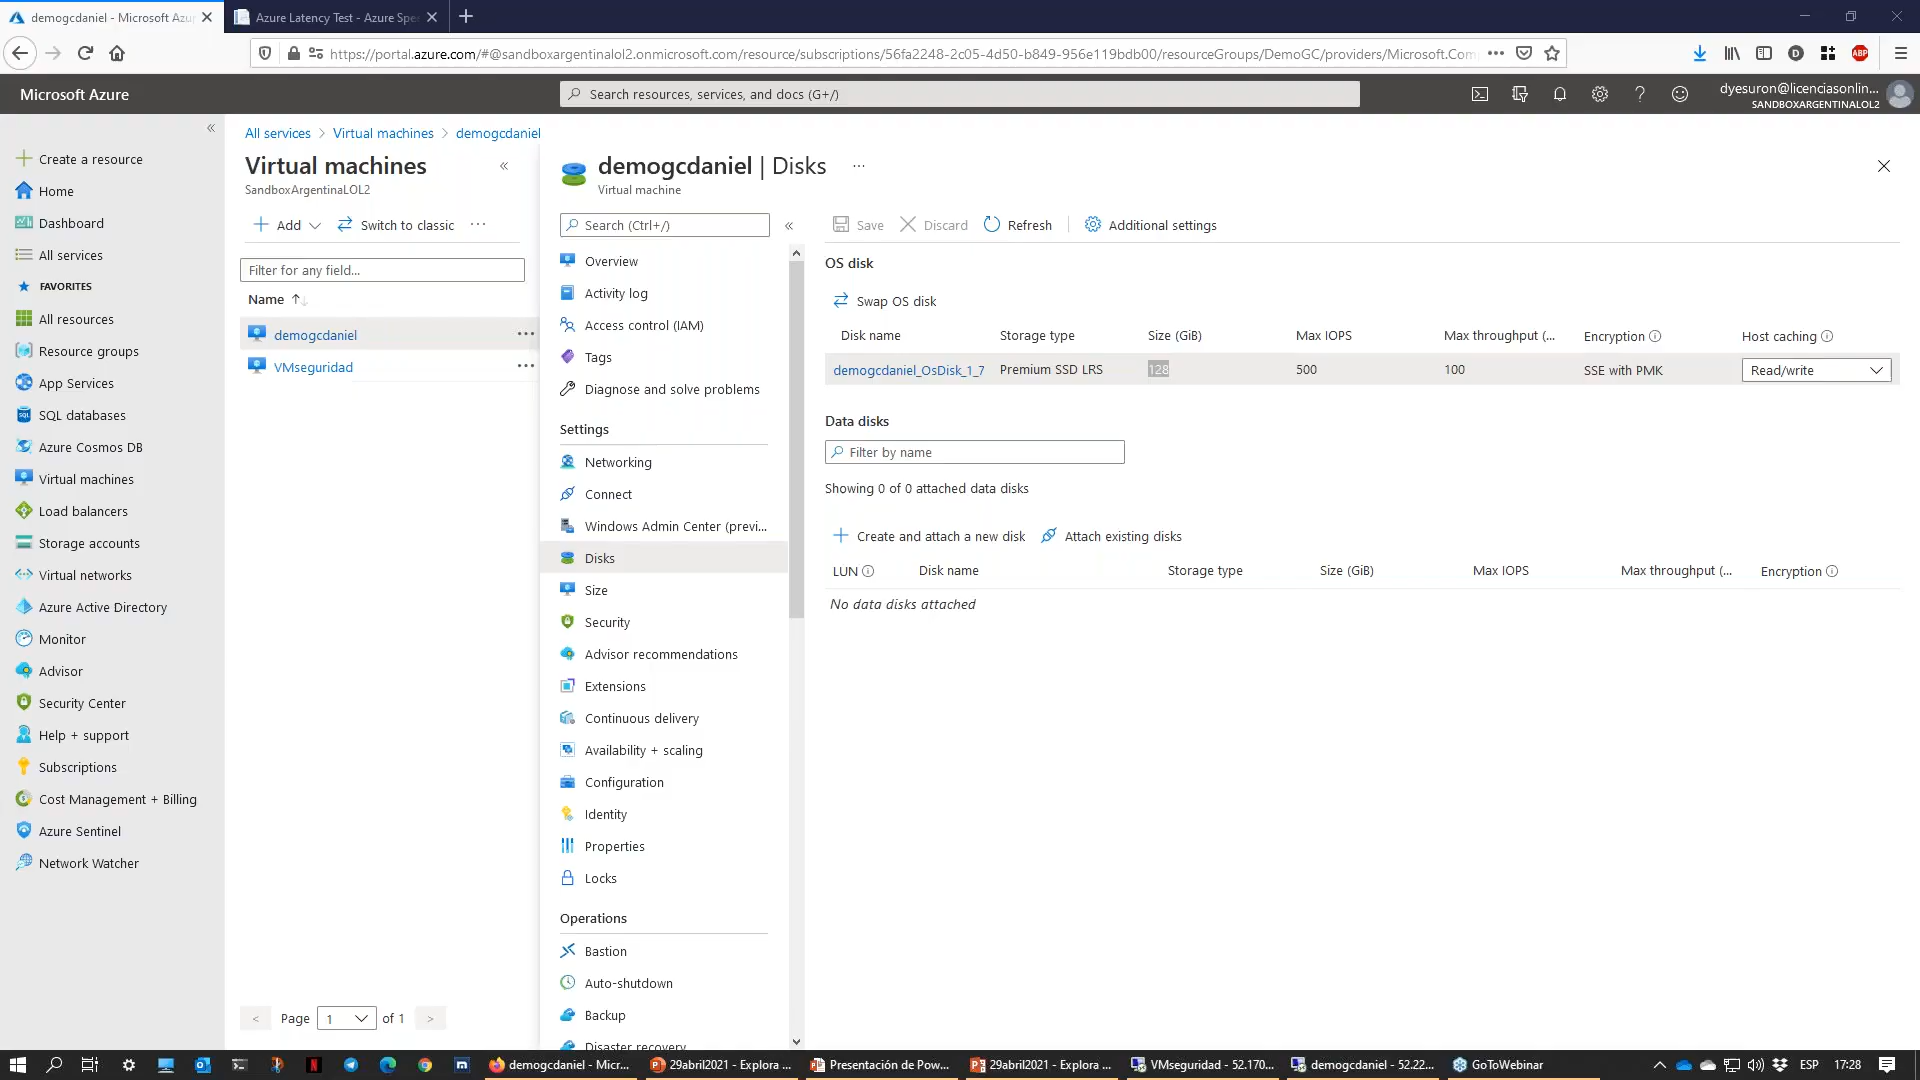 demogcdaniel - Microsoft Azu
Azure Latency Test - Azure Spe
https://portal.azure.com/#@sandboxargentinalol2.onmicrosoft.com/resource/subscriptions/56fa2248-2c05-4d50-b849-956e119bdb00/resourceGroups/DemoGC/providers/Microsoft.Com
D
ABP
Microsoft Azure
Search resources, services, and docs (G+/)
dyesuron@licenciasonlin...
SANDBOXARGENTINALOL2
Create a resource
Home
Dashboard
All services
FAVORITES
All resources
Resource groups
App Services
SQL databases
Azure Cosmos DB
Virtual machines
Load balancers
Storage accounts
Virtual networks
Azure Active Directory
Monitor
Advisor
Security Center
Help + support
Subscriptions
Cost Management + Billing
Azure Sentinel
Network Watcher
All services > Virtual machines > demogcdaniel
Virtual machines
SandboxArgentinaLOL2
Add
Switch to classic
Filter for any field...
Name
demogcdaniel
VMseguridad
< Page 1 of 1 >
demogcdaniel | Disks
Virtual machine
Search (Ctrl+/)
Overview
Activity log
Access control (IAM)
Tags
Diagnose and solve problems
Settings
Networking
Connect
Windows Admin Center (previ...
Disks
Size
Security
Advisor recommendations
Extensions
Continuous delivery
Availability + scaling
Configuration
Identity
Properties
Locks
Operations
Bastion
Auto-shutdown
Backup
Disaster recovery
Save Discard Refresh Additional settings
OS disk
Swap OS disk
Disk name Storage type Size (GiB) Max IOPS Max throughput (... Encryption Host caching
demogcdaniel_OsDisk_1_7 Premium SSD LRS 128 500 100 SSE with PMK Read/write
Data disks
Filter by name
Showing 0 of 0 attached data disks
Create and attach a new disk Attach existing disks
LUN Disk name Storage type Size (GiB) Max IOPS Max throughput (... Encryption
No data disks attached
demogcdaniel - Micr...
29abril2021 - Explora ...
Presentación de Pow...
29abril2021 - Explora ...
VMseguridad - 52.170...
demogcdaniel - 52.22...
GoToWebinar
ESP
17:28